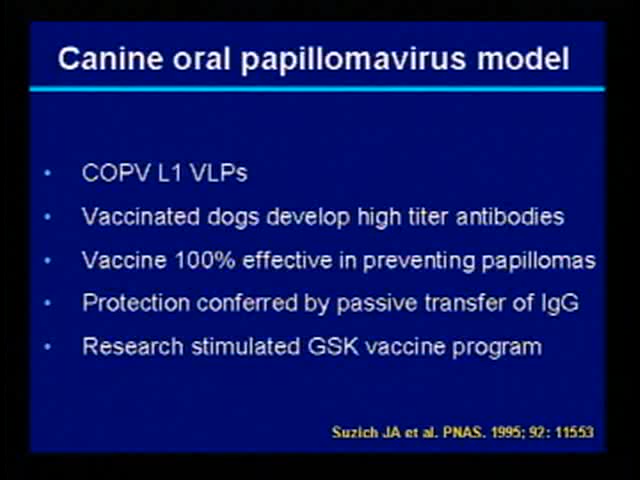 Canine oral papillomavirus model
• COPV L1 VLPs
• Vaccinated dogs develop high titer antibodies
• Vaccine 100% effective in preventing papillomas
• Protection conferred by passive transfer of IgG
• Research stimulated GSK vaccine program
Suzich JA et al. PNAS. 1995; 92: 11553